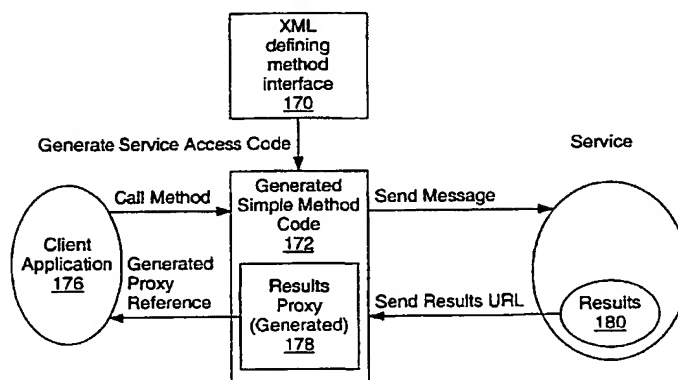 XML
defining
method
interface
170
Generate Service Access Code
Service
Call Method
Generated
Simple Method
Code
172
Send Message
Client
Application
176
Generated
Proxy
Reference
Results
Proxy
(Generated)
178
Send Results URL
Results
180